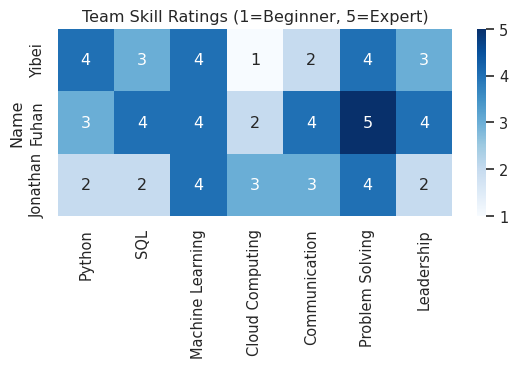 Team Skill Ratings (1=Beginner, 5=Expert)
Name
Yibei
4 3 4 1 2 4 3
Fuhan
3 4 4 2 4 5 4
Jonathan
2 2 4 3 3 4 2
Python
SQL
Machine Learning
Cloud Computing
Communication
Problem Solving
Leadership
5
4
3
2
1